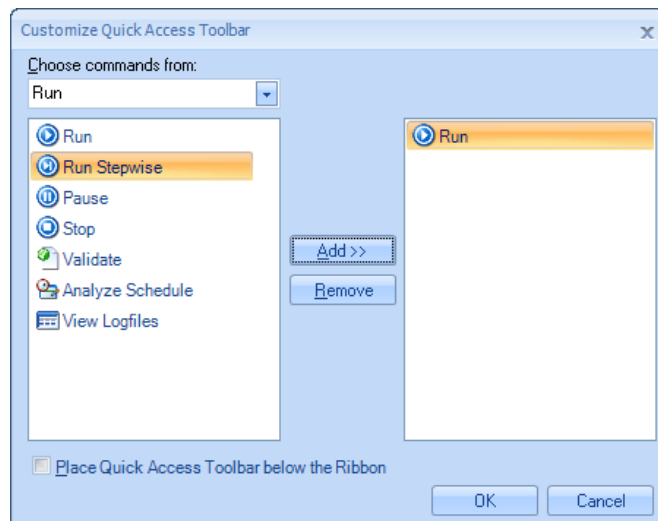 Customize Quick Access Toolbar
Choose commands from:
Run
Run
Run Stepwise
Pause
Stop
Validate
Analyze Schedule
View Logfiles
Add >>
Remove
Run
Place Quick Access Toolbar below the Ribbon
OK
Cancel